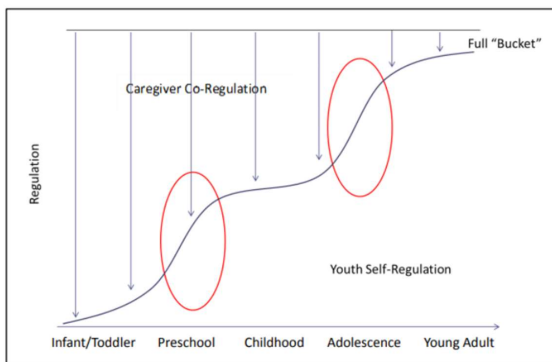 Full "Bucket"
Caregiver Co-Regulation
Regulation
Youth Self-Regulation
Infant/Toddler Preschool Childhood Adolescence Young Adult